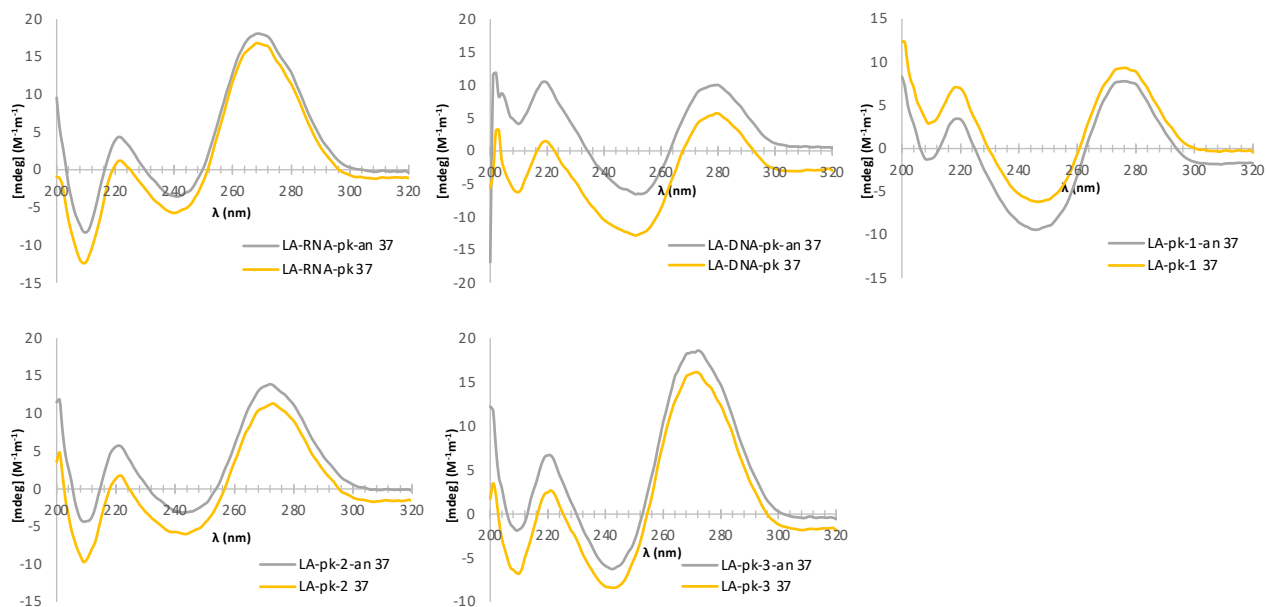 20
15
10
5
0
-5
-10
-15
[mdeg] (M⁻¹m⁻¹)
200 220 240 260 280 300 320
λ (nm)
LA-RNA-pk-an 37
LA-RNA-pk 37
20
15
10
5
0
-5
-10
-15
-20
[mdeg] (M⁻¹m⁻¹)
200 220 240 260 280 300 320
λ (nm)
LA-DNA-pk-an 37
LA-DNA-pk 37
15
10
5
0
-5
-10
-15
[mdeg] (M⁻¹m⁻¹)
200 220 240 260 280 300 320
λ (nm)
LA-pk-1-an 37
LA-pk-1 37
20
15
10
5
0
-5
-10
-15
[mdeg] (M⁻¹m⁻¹)
200 220 240 260 280 300 320
λ (nm)
LA-pk-2-an 37
LA-pk-2 37
20
15
10
5
0
-5
-10
[mdeg] (M⁻¹m⁻¹)
200 220 240 260 280 300 320
λ (nm)
LA-pk-3-an 37
LA-pk-3 37